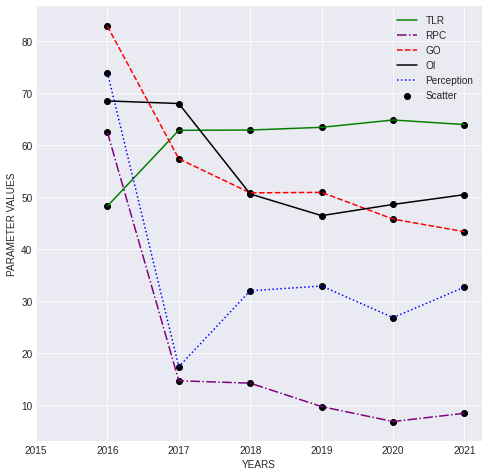 TLR
RPC
GO
OI
Perception
Scatter
PARAMETER VALUES
80
70
60
50
40
30
20
10
2015 2016 2017 2018 2019 2020 2021
YEARS